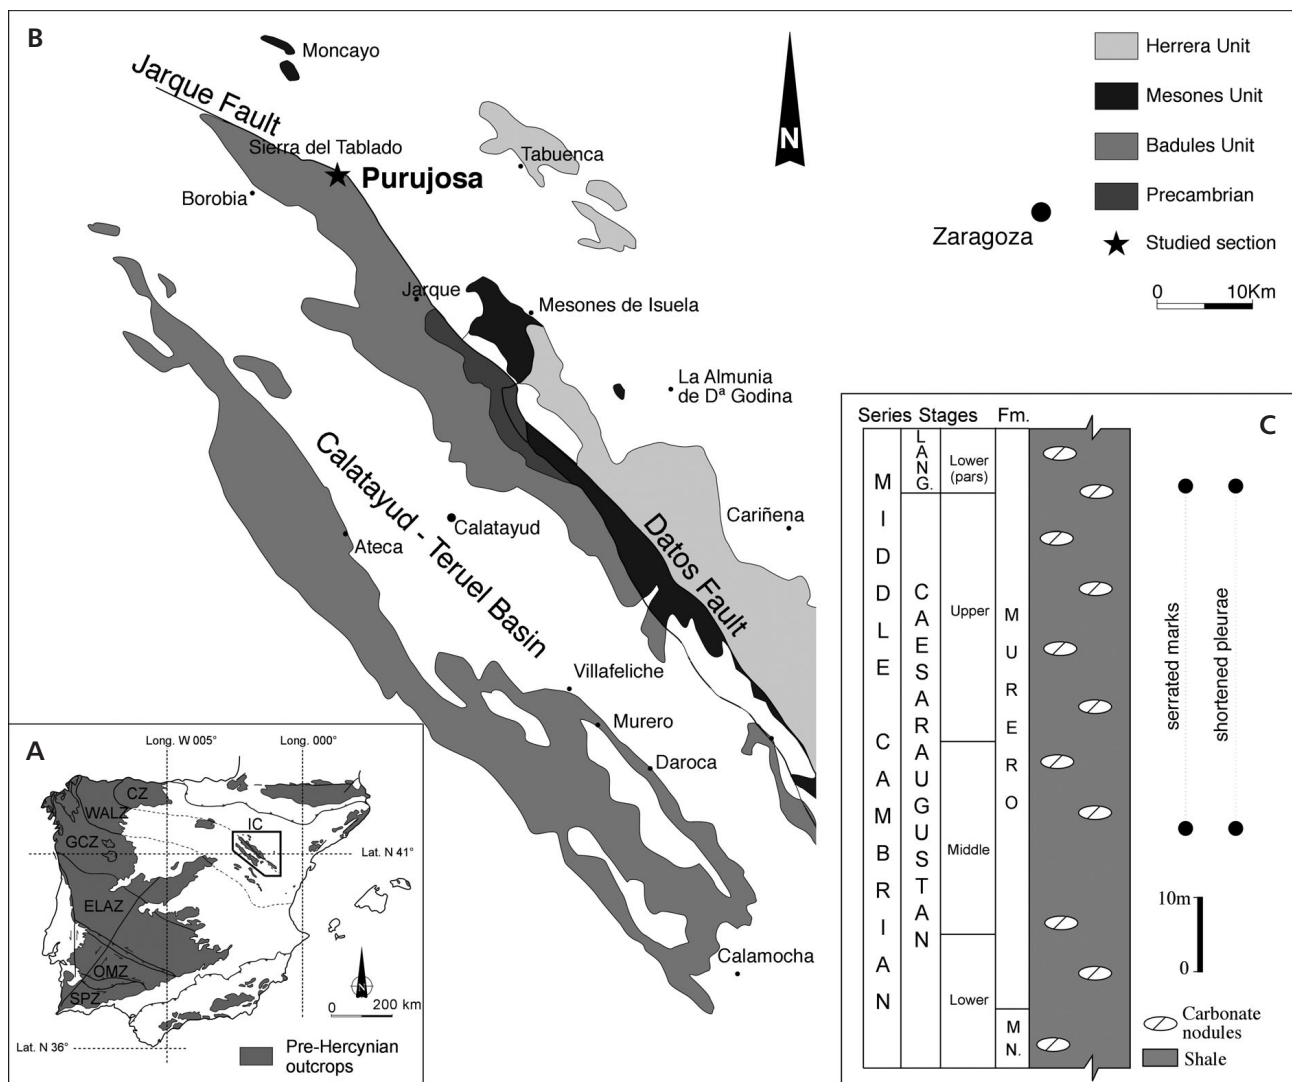 B
Moncayo
Jarque Fault
Sierra del Tablado
Purujosa
Borobia
Tabuenca
Jarque
Mesones de Isuela
La Almunia
de Dª Godina
Calatayud - Teruel Basin
Calatayud
Ateca
Datos Fault
Cariñena
Villafeliche
Murero
Daroca
Calamocha
N
Zaragoza
Herrera Unit
Mesones Unit
Badules Unit
Precambrian
Studied section
0 10Km
A
Long. W 005°
Long. 000°
CZ
WALZ
GCZ
IC
Lat. N 41°
ELAZ
OMZ
SPZ
N
0 200 km
Lat. N 36°
Pre-Hercynian
outcrops
C
Series Stages Fm.
MIDDLE CAMBRIAN
LANG.
CAESARAUGUSTAN
Lower
(pars)
Upper
Middle
Lower
MURERO
MN.
serrated marks
shortened pleurae
10m
0
Carbonate
nodules
Shale